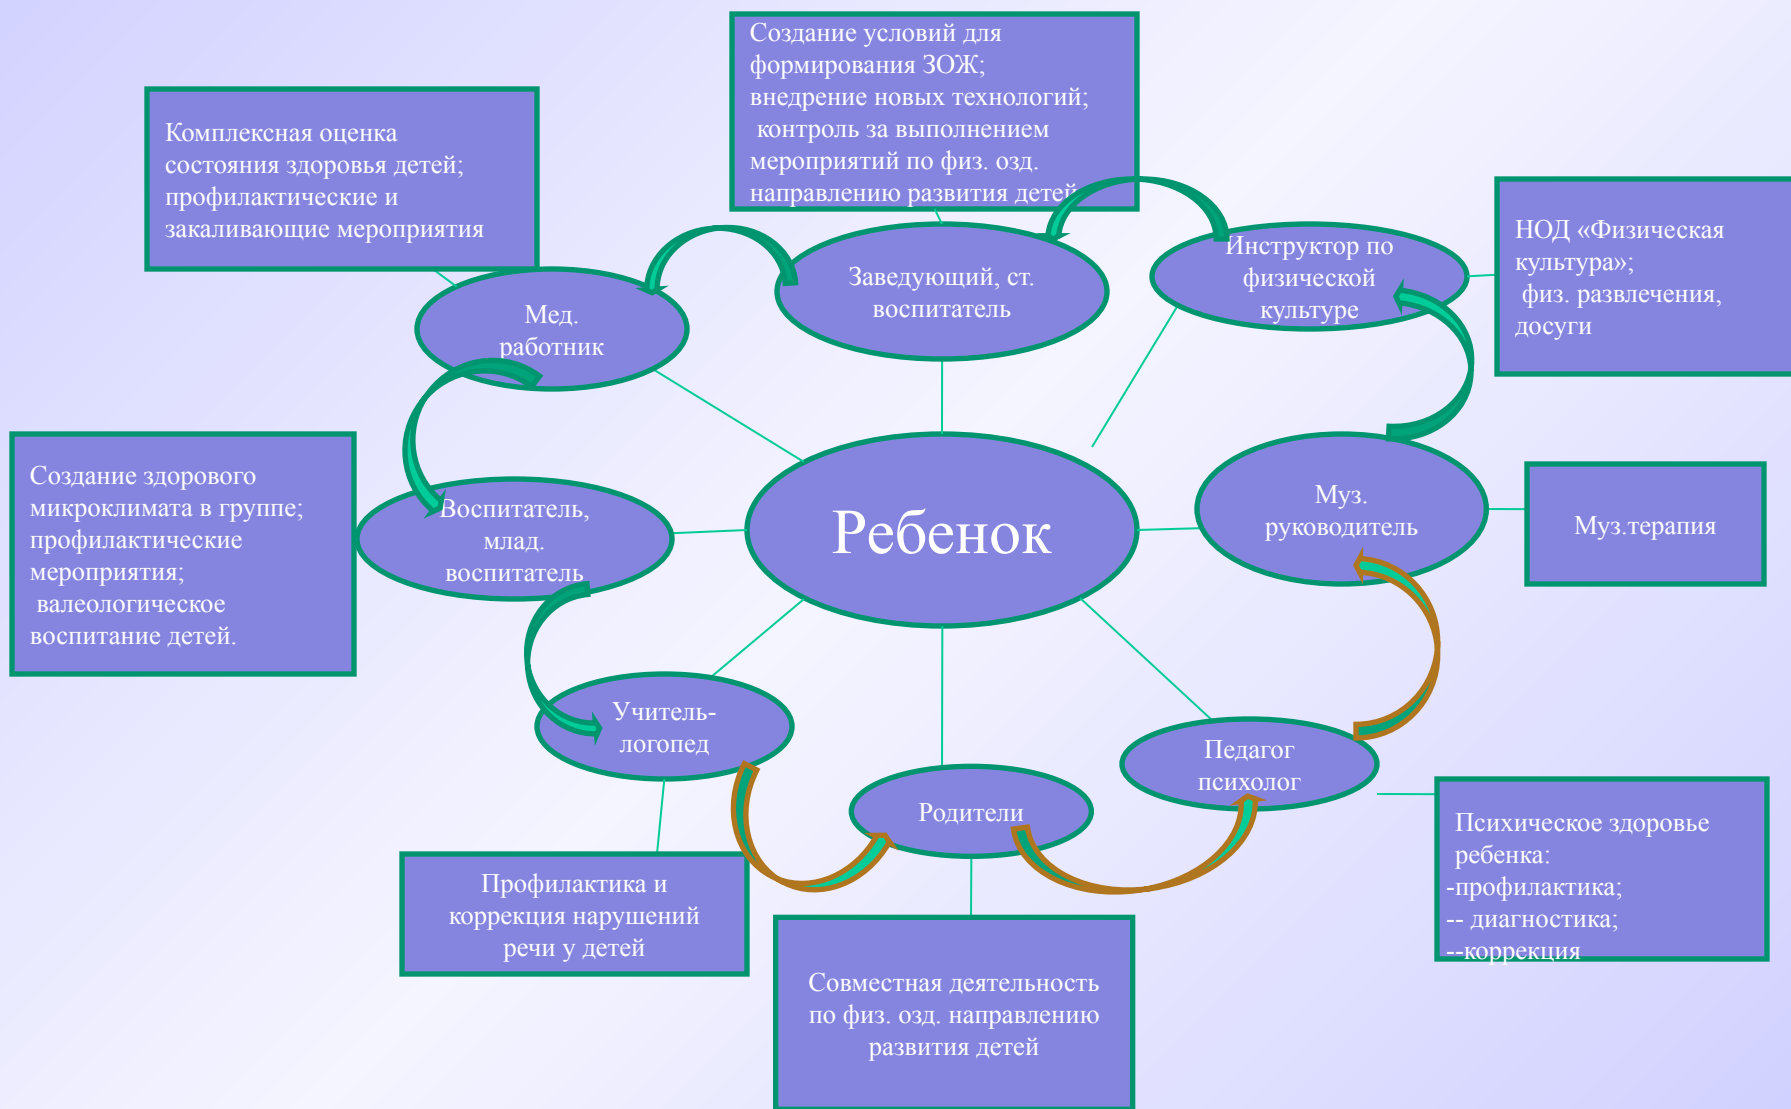 Создание условий для
формирования ЗОЖ;
внедрение новых технологий;
контроль за выполнением
мероприятий по физ. озд.
направлению развития детей
Комплексная оценка
состояния здоровья детей;
профилактические и
закаливающие мероприятия
НОД «Физическая
культура»;
физ. развлечения,
досуги
Мед.
работник
Заведующий, ст.
воспитатель
Инструктор по
физической
культуре
Создание здорового
микроклимата в группе;
профилактические
мероприятия;
валеологическое
воспитание детей.
Воспитатель,
млад.
воспитатель
Ребенок
Муз.
руководитель
Муз.терапия
Учитель-
логопед
Родители
Педагог
психолог
Профилактика и
коррекция нарушений
речи у детей
Совместная деятельность
по физ. озд. направлению
развития детей
Психическое здоровье
ребенка:
-профилактика;
-- диагностика;
--коррекция